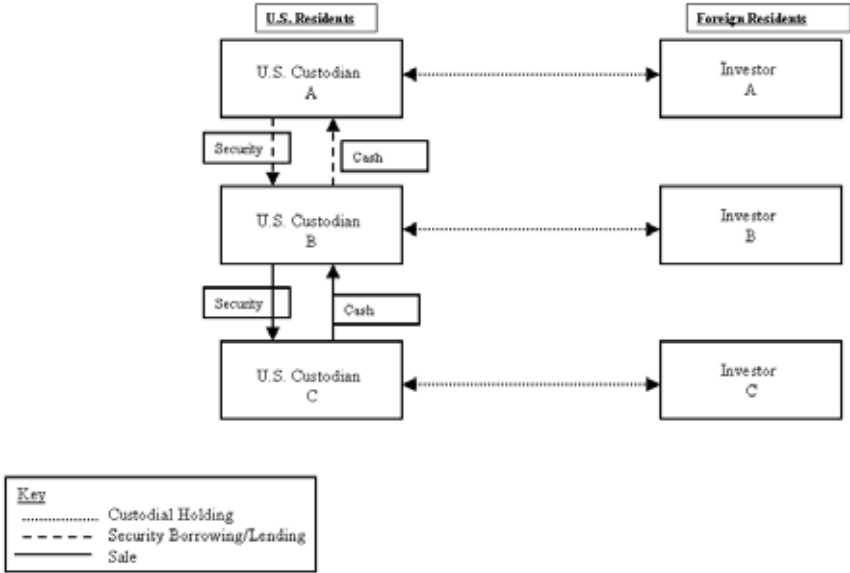 U.S. Residents
Foreign Residents
U.S. Custodian
A
Investor
A
Security
Cash
U.S. Custodian
B
Investor
B
Security
Cash
U.S. Custodian
C
Investor
C
Key
Custodial Holding
Security Borrowing/Lending
Sale